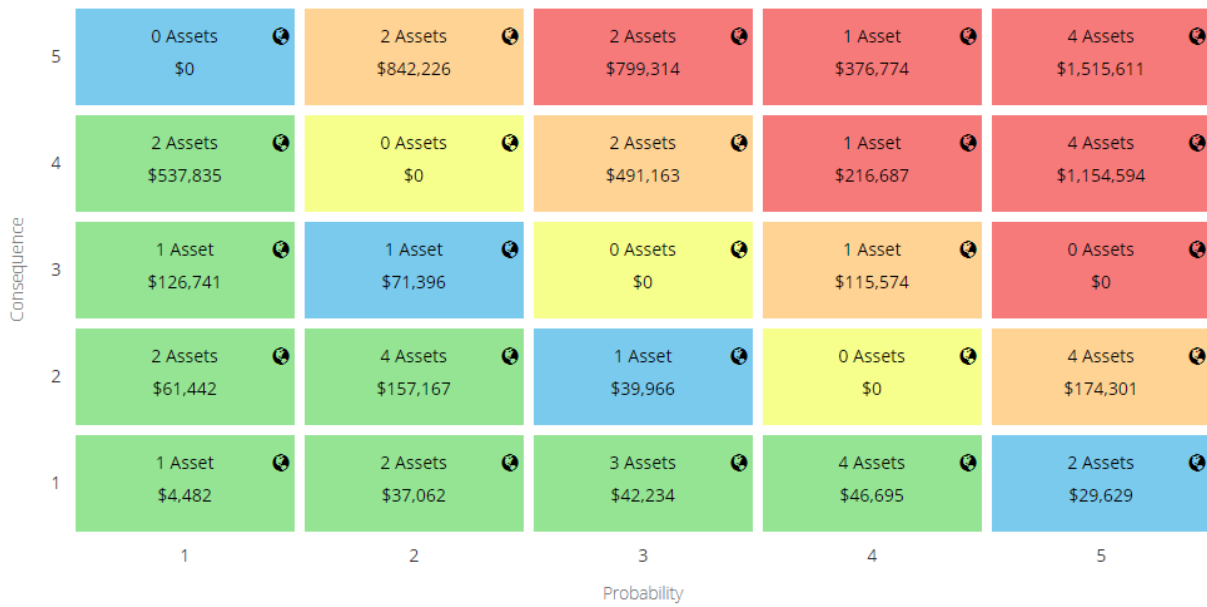 5
0 Assets
$0
2 Assets
$842,226
2 Assets
$799,314
1 Asset
$376,774
4 Assets
$1,515,611
4
2 Assets
$537,835
0 Assets
$0
2 Assets
$491,163
1 Asset
$216,687
4 Assets
$1,154,594
Consequence
3
1 Asset
$126,741
1 Asset
$71,396
0 Assets
$0
1 Asset
$115,574
0 Assets
$0
2
2 Assets
$61,442
4 Assets
$157,167
1 Asset
$39,966
0 Assets
$0
4 Assets
$174,301
1
1 Asset
$4,482
2 Assets
$37,062
3 Assets
$42,234
4 Assets
$46,695
2 Assets
$29,629
1
2
3
4
5
Probability